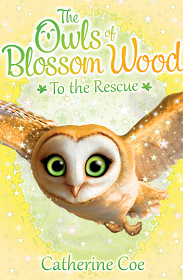 The
Owls of
Blossom Wood
To the Rescue
Catherine Coe